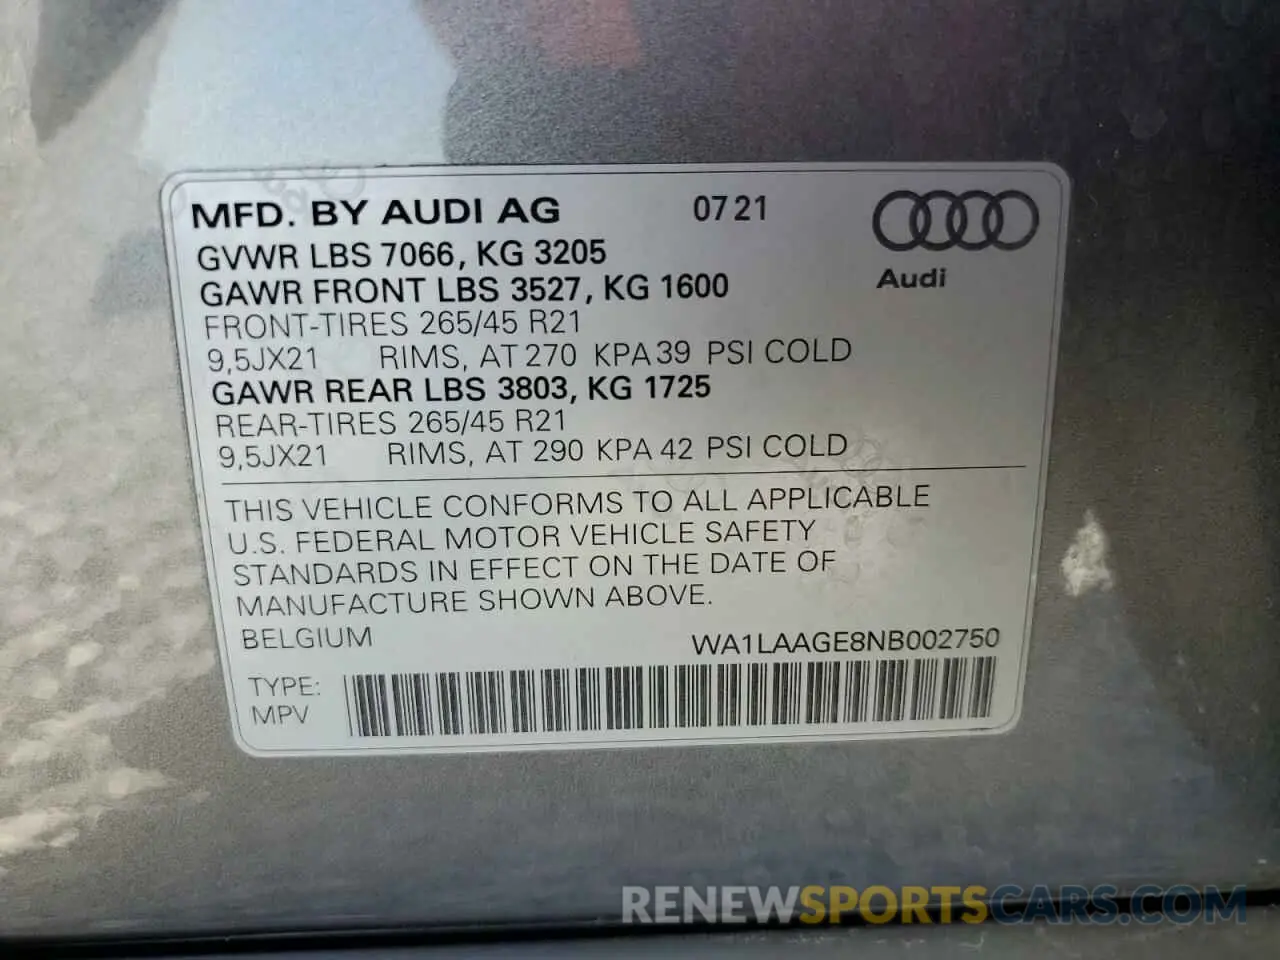 MFD. BY AUDI AG 07 21
GVWR LBS 7066, KG 3205
GAWR FRONT LBS 3527, KG 1600
Audi
FRONT-TIRES 265/45 R21
9,5JX21 RIMS, AT 270 KPA 39 PSI COLD
GAWR REAR LBS 3803, KG 1725
REAR-TIRES 265/45 R21
9,5JX21 RIMS, AT 290 KPA 42 PSI COLD
THIS VEHICLE CONFORMS TO ALL APPLICABLE
U.S. FEDERAL MOTOR VEHICLE SAFETY
STANDARDS IN EFFECT ON THE DATE OF
MANUFACTURE SHOWN ABOVE.
BELGIUM WA1LAAGE8NB002750
TYPE:
MPV
RENEWSPORTSCARS.COM